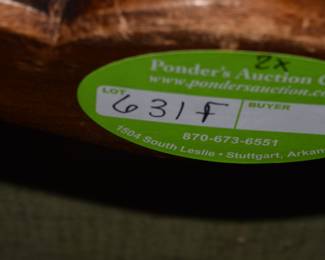 2x
Ponder's Auction
www.pondersauction.
LOT
BUYER
631F
870-673-6551
1504 South Leslie • Stuttgart, Arkan